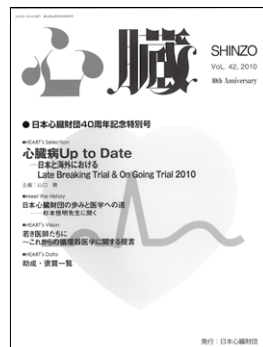 心臓
SHINZO
VOL. 42, 2010
40th Anniversary
●日本心臓財団40周年記念特別号
■HEART's Selection
心臓病Up to Date
—日本と海外における
Late Breaking Trial & On Going Trial 2010
企画:山口 徹
■Meet the History
日本心臓財団の歩みと医学への道
—杉本恒明先生に聞く
■HEART's Vision
若き医師たちに
〜これからの循環器医学に関する提言
■HEART's Data
助成・褒賞一覧
発行:日本心臓財団